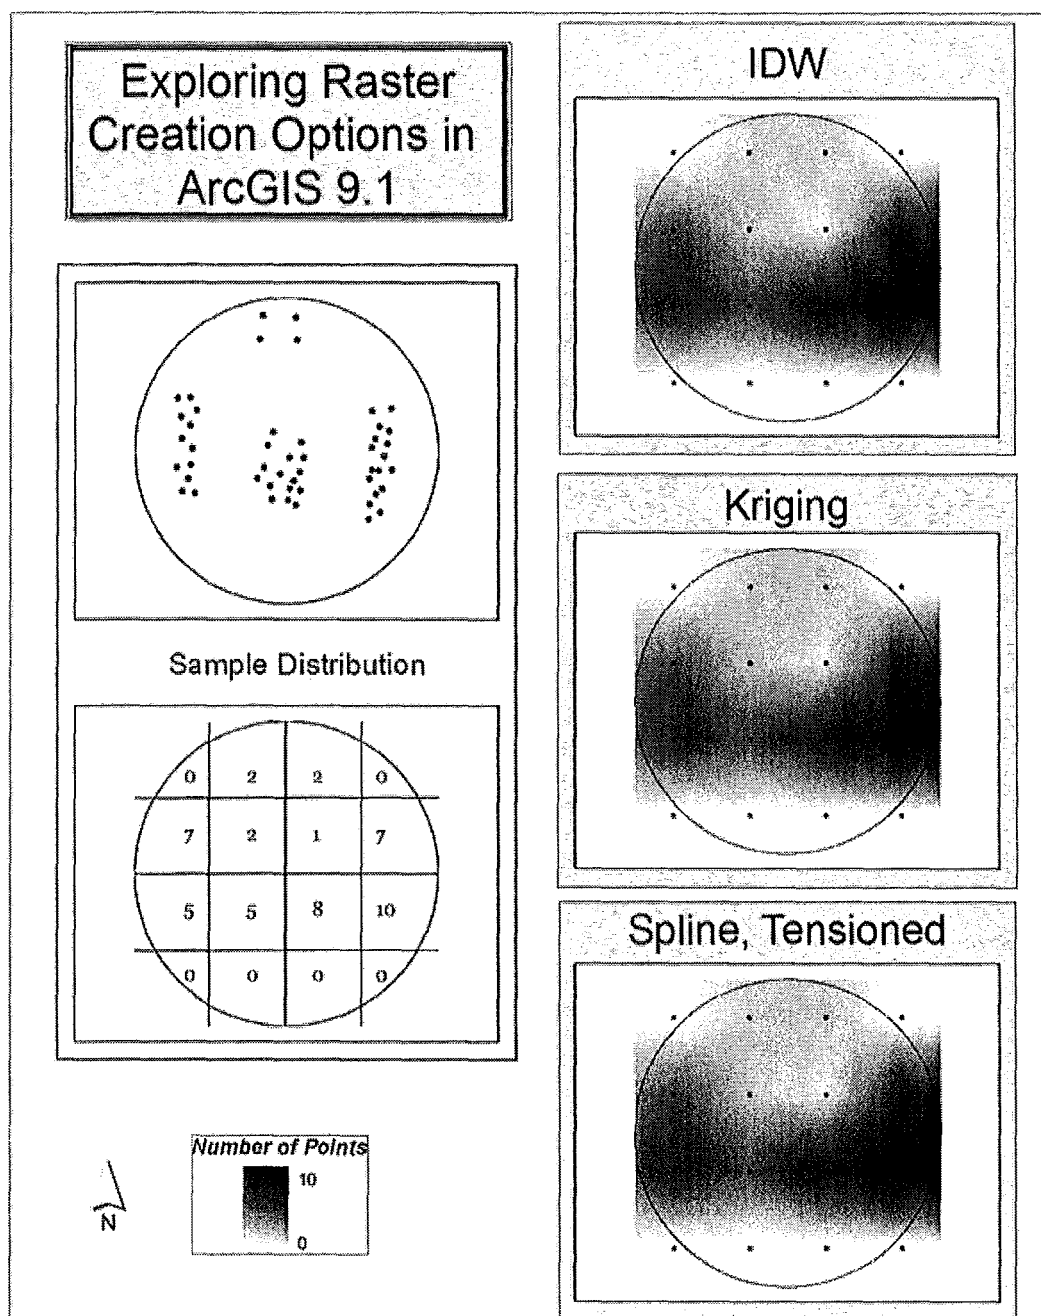 Exploring Raster
Creation Options in
ArcGIS 9.1
Sample Distribution
0 2 2 0
7 2 1 7
5 5 8 10
0 0 0 0
N
Number of Points
10
0
IDW
Kriging
Spline, Tensioned